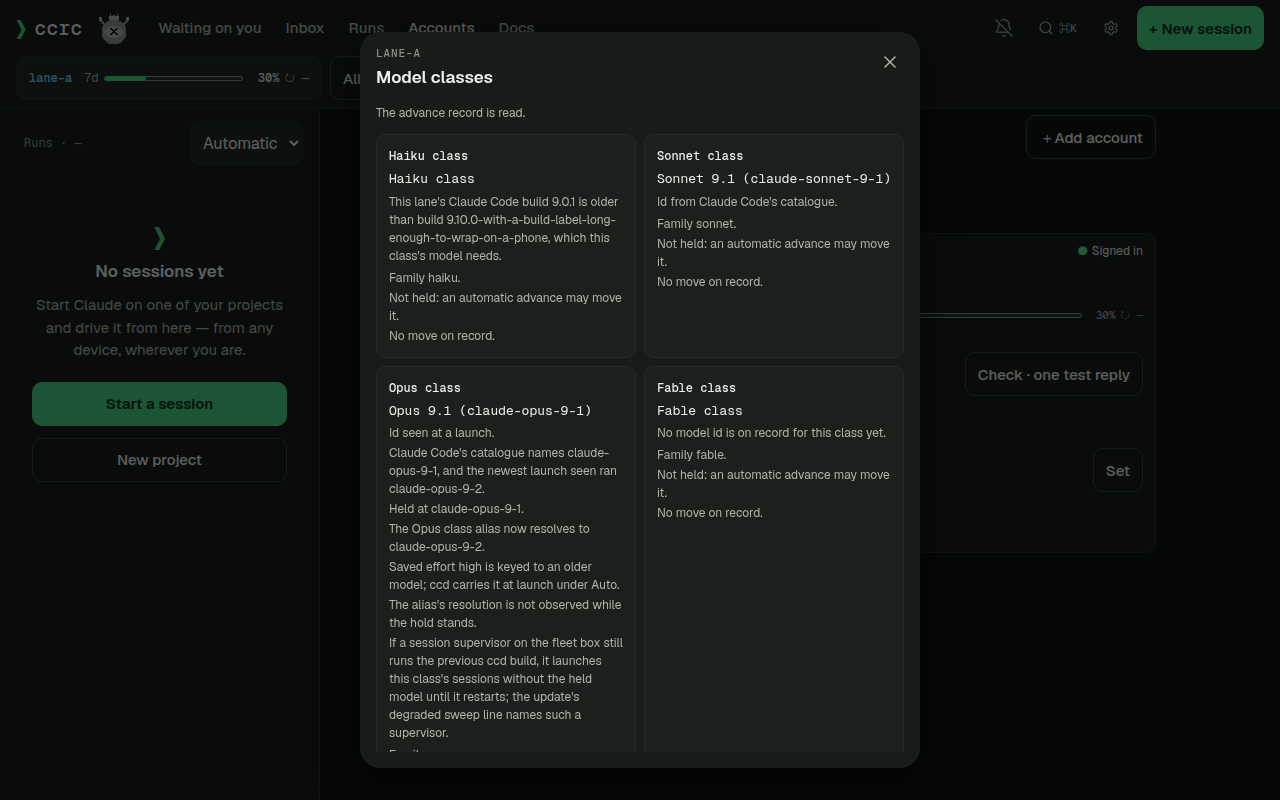 ccrc
Waiting on you
Inbox
Runs
Accounts
Docs
⌘K
+ New session
lane-a 7d 30% –
All
Runs · –
Automatic
No sessions yet
Start Claude on one of your projects
and drive it from here — from any
device, wherever you are.
Start a session
New project
+ Add account
Signed in
30% –
Check · one test reply
Set
LANE-A
Model classes
The advance record is read.
Haiku class
Haiku class
This lane's Claude Code build 9.0.1 is older
than build 9.10.0-with-a-build-label-long-
enough-to-wrap-on-a-phone, which this
class's model needs.
Family haiku.
Not held: an automatic advance may move
it.
No move on record.
Sonnet class
Sonnet 9.1 (claude-sonnet-9-1)
Id from Claude Code's catalogue.
Family sonnet.
Not held: an automatic advance may move
it.
No move on record.
Opus class
Opus 9.1 (claude-opus-9-1)
Id seen at a launch.
Claude Code's catalogue names claude-
opus-9-1, and the newest launch seen ran
claude-opus-9-2.
Held at claude-opus-9-1.
The Opus class alias now resolves to
claude-opus-9-2.
Saved effort high is keyed to an older
model; ccd carries it at launch under Auto.
The alias's resolution is not observed while
the hold stands.
If a session supervisor on the fleet box still
runs the previous ccd build, it launches
this class's sessions without the held
model until it restarts; the update's
degraded sweep line names such a
supervisor.
Fable class
Fable class
No model id is on record for this class yet.
Family fable.
Not held: an automatic advance may move
it.
No move on record.